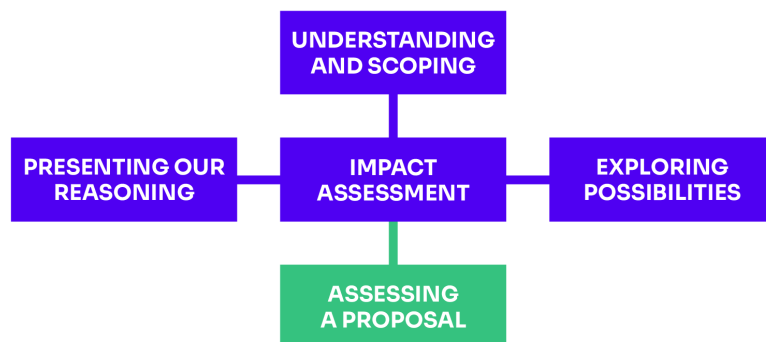 UNDERSTANDING
AND SCOPING
PRESENTING OUR
REASONING
IMPACT
ASSESSMENT
EXPLORING
POSSIBILITIES
ASSESSING
A PROPOSAL